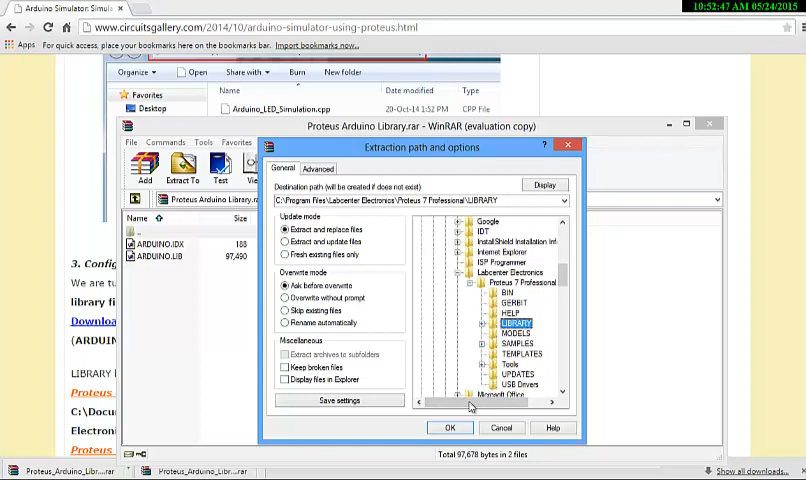 Arduino Simulator: Simula
10:52:47 AM 05/24/2015
www.circuitsgallery.com/2014/10/arduino-simulator-using-proteus.html
Apps For quick access, place your bookmarks here on the bookmarks bar. Import bookmarks now...
Organize Open Share with Burn New folder
Favorites
Desktop
Name Date modified Type
Arduino_LED_Simulation.cpp 20-Oct-14 1:52 PM CPP File
Proteus Arduino Library.rar - WinRAR (evaluation copy)
File Commands Tools Favorites
Add Extract To Test
Proteus Arduino Library.r
Name Size
..
ARDUINO.IDX 188
ARDUINO.LIB 97,490
Extraction path and options
General Advanced
Destination path (will be created if does not exist)
Display
C:\Program Files\Labcenter Electronics\Proteus 7 Professional\LIBRARY
Update mode
Extract and replace files
Extract and update files
Fresh existing files only
Overwrite mode
Ask before overwrite
Overwrite without prompt
Skip existing files
Rename automatically
Miscellaneous
Extract archives to subfolders
Keep broken files
Display files in Explorer
Save settings
Google
IDT
InstallShield Installation Inf
Internet Explorer
ISP Programmer
Labcenter Electronics
Proteus 7 Professional
BIN
GERBIT
HELP
LIBRARY
MODELS
SAMPLES
TEMPLATES
Tools
UPDATES
USB Drivers
Microsoft Office
OK Cancel Help
Total 97,678 bytes in 2 files
3. Config
We are tu
library fi
Downloa
(ARDUIN
LIBRARY
Proteus
C:\Docum
Electroni
Proteus
Proteus_Arduino_Libr....rar
Proteus_Arduino_Libr....rar
Show all downloads...